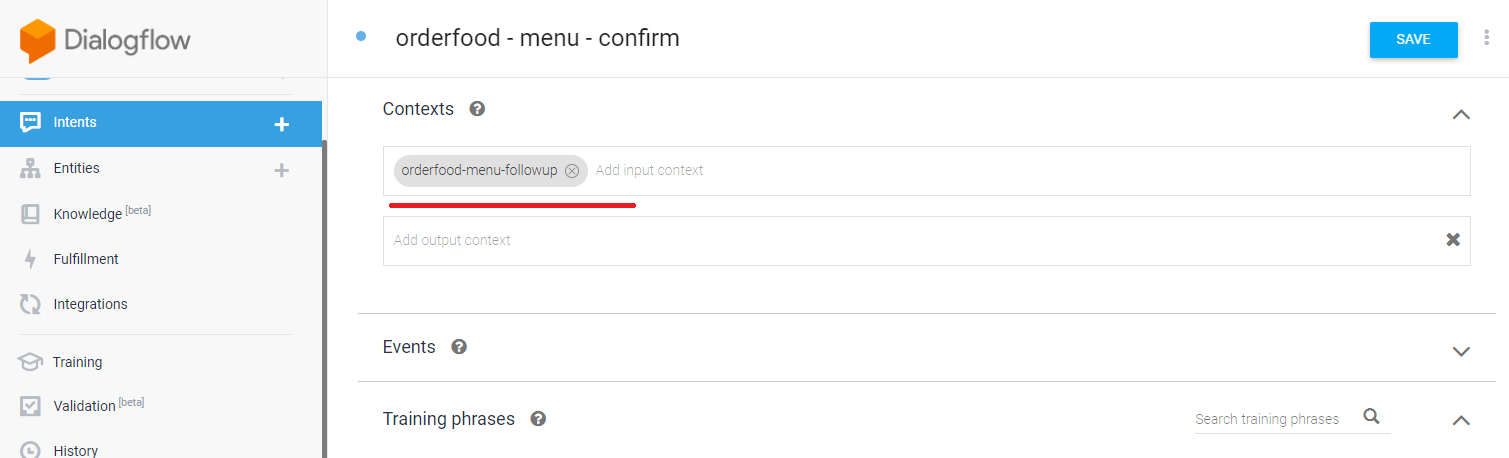 Dialogflow
Intents
Entities
Knowledge [beta]
Fulfillment
Integrations
Training
Validation [beta]
History
orderfood - menu - confirm
SAVE
Contexts
orderfood-menu-followup Add input context
Add output context
Events
Training phrases
Search training phrases